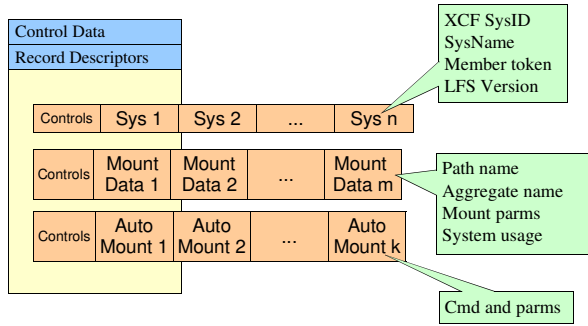 Control Data
Record Descriptors
XCF SysID
SysName
Member token
LFS Version
Controls Sys 1 Sys 2 ... Sys n
Controls Mount Data 1 Mount Data 2 ... Mount Data m
Path name
Aggregate name
Mount parms
System usage
Controls Auto Mount 1 Auto Mount 2 ... Auto Mount k
Cmd and parms